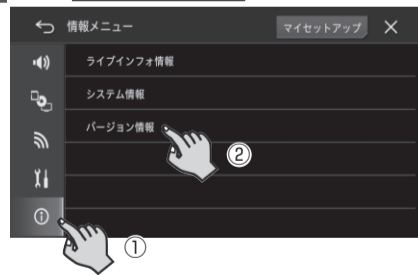 情報メニュー マイセットアップ
ライブインフォ情報
システム情報
バージョン情報
②
①